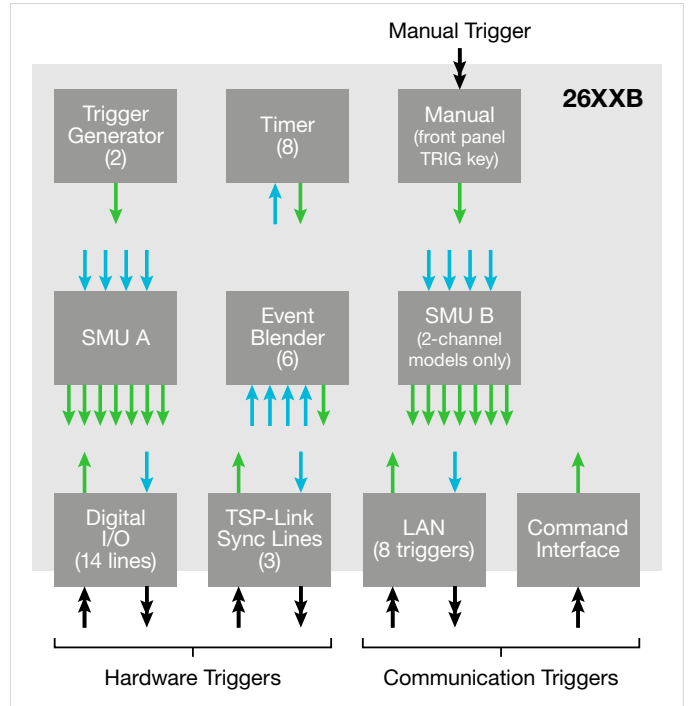 Manual Trigger
26XXB
Trigger
Generator
(2)
Timer
(8)
Manual
(front panel
TRIG key)
SMU A
Event
Blender
(6)
SMU B
(2-channel
models only)
Digital
I/O
(14 lines)
TSP-Link
Sync Lines
(3)
LAN
(8 triggers)
Command
Interface
Hardware Triggers
Communication Triggers